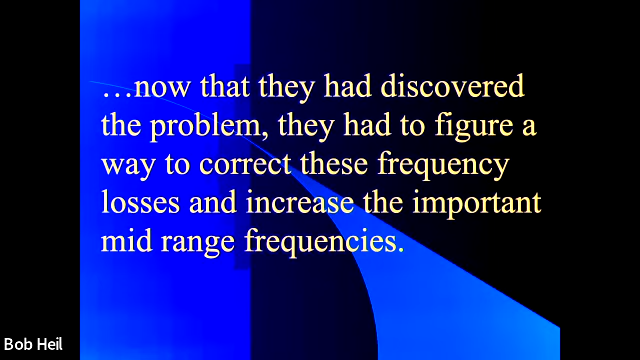 …now that they had discovered
the problem, they had to figure a
way to correct these frequency
losses and increase the important
mid range frequencies.
Bob Heil